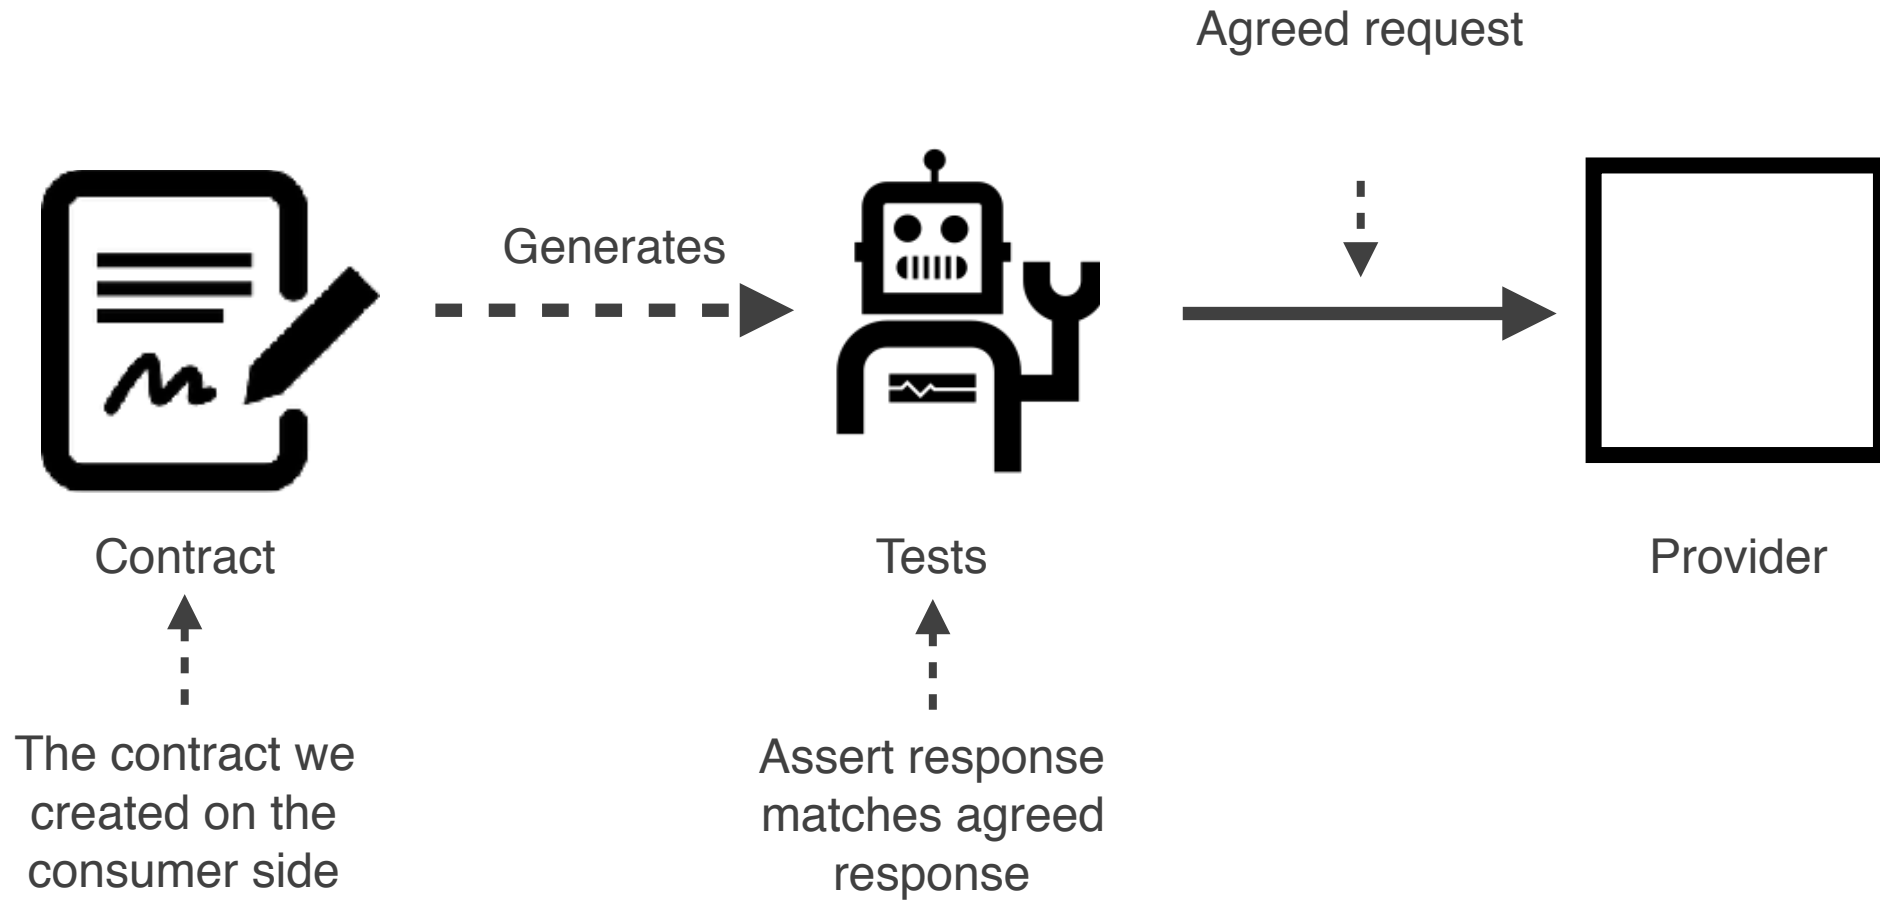 Agreed request
Generates
Contract
Tests
Provider
The contract we
created on the
consumer side
Assert response
matches agreed
response